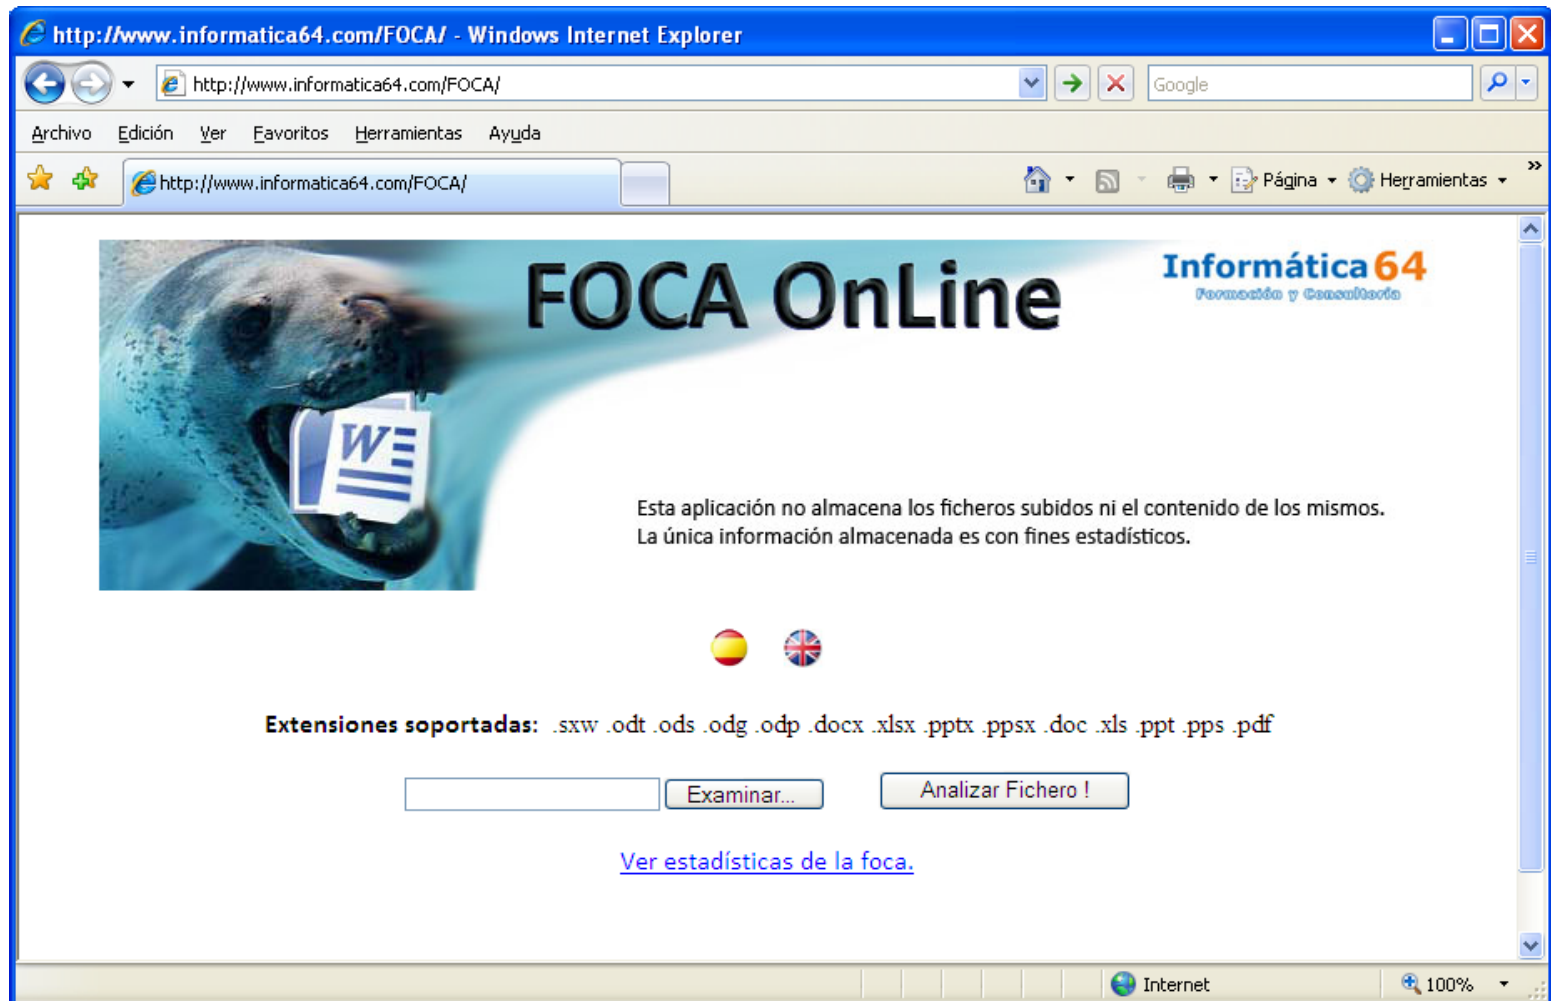 http://www.informatica64.com/FOCA/ - Windows Internet Explorer
http://www.informatica64.com/FOCA/
Google
Archivo Edición Ver Favoritos Herramientas Ayuda
http://www.informatica64.com/FOCA/
Página Herramientas »
FOCA OnLine
Informática64
Formación y Consultoría
W
Esta aplicación no almacena los ficheros subidos ni el contenido de los mismos.
La única información almacenada es con fines estadísticos.
Extensiones soportadas: .sxw .odt .ods .odg .odp .docx .xlsx .pptx .ppsx .doc .xls .ppt .pps .pdf
Examinar... Analizar Fichero !
Ver estadísticas de la foca.
Internet 100%